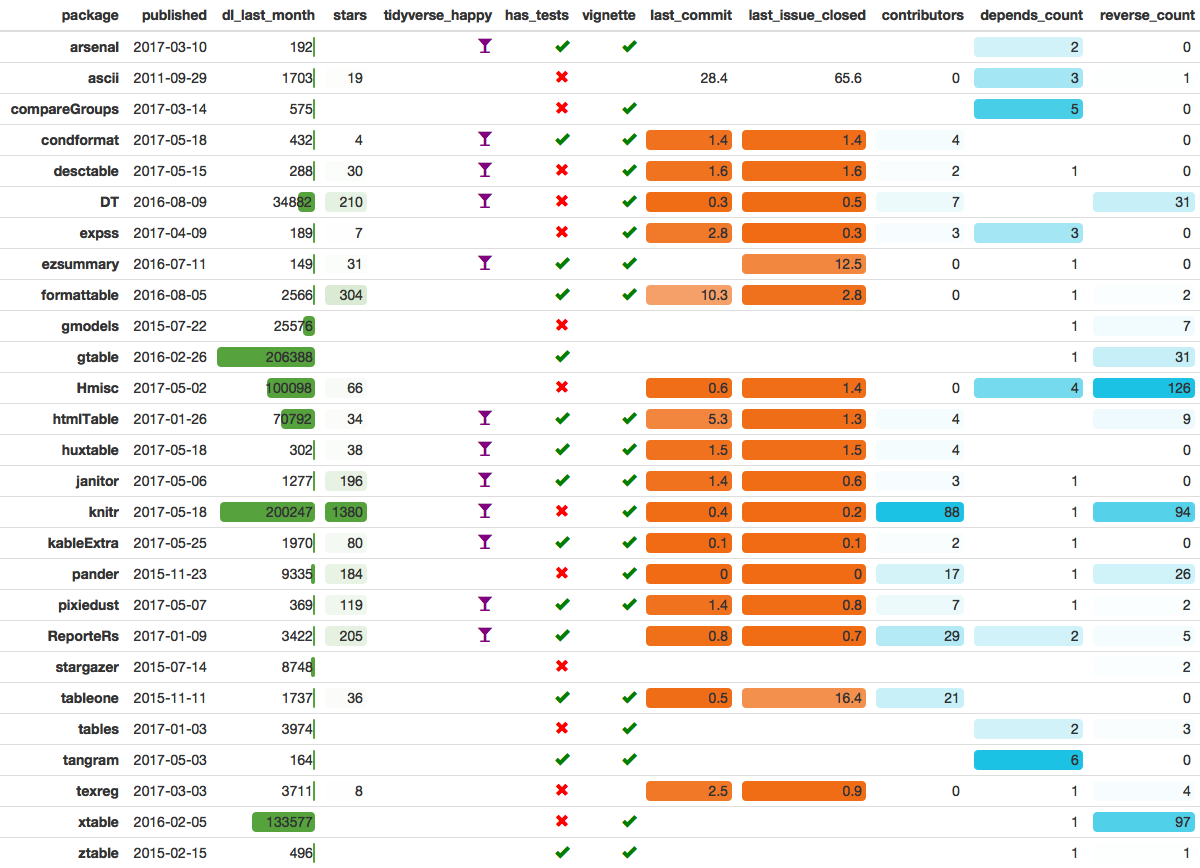 package published dl_last_month stars tidyverse_happy has_tests vignette last_commit last_issue_closed contributors depends_count reverse_count
arsenal 2017-03-10 192 2 0
ascii 2011-09-29 1703 19 28.4 65.6 0 3 1
compareGroups 2017-03-14 575 5 0
condformat 2017-05-18 432 4 1.4 1.4 4 0
desctable 2017-05-15 288 30 1.6 1.6 2 1 0
DT 2016-08-09 34882 210 0.3 0.5 7 31
expss 2017-04-09 189 7 2.8 0.3 3 3 0
ezsummary 2016-07-11 149 31 12.5 0 1 0
formattable 2016-08-05 2566 304 10.3 2.8 0 1 2
gmodels 2015-07-22 25576 1 7
gtable 2016-02-26 206388 1 31
Hmisc 2017-05-02 100098 66 0.6 1.4 0 4 126
htmlTable 2017-01-26 70792 34 5.3 1.3 4 9
huxtable 2017-05-18 302 38 1.5 1.5 4 0
janitor 2017-05-06 1277 196 1.4 0.6 3 1 0
knitr 2017-05-18 200247 1380 0.4 0.2 88 1 94
kableExtra 2017-05-25 1970 80 0.1 0.1 2 1 0
pander 2015-11-23 9335 184 0 0 17 1 26
pixiedust 2017-05-07 369 119 1.4 0.8 7 1 2
ReporteRs 2017-01-09 3422 205 0.8 0.7 29 2 5
stargazer 2015-07-14 8748 2
tableone 2015-11-11 1737 36 0.5 16.4 21 0
tables 2017-01-03 3974 2 3
tangram 2017-05-03 164 6 0
texreg 2017-03-03 3711 8 2.5 0.9 0 1 4
xtable 2016-02-05 133577 1 97
ztable 2015-02-15 496 1 1